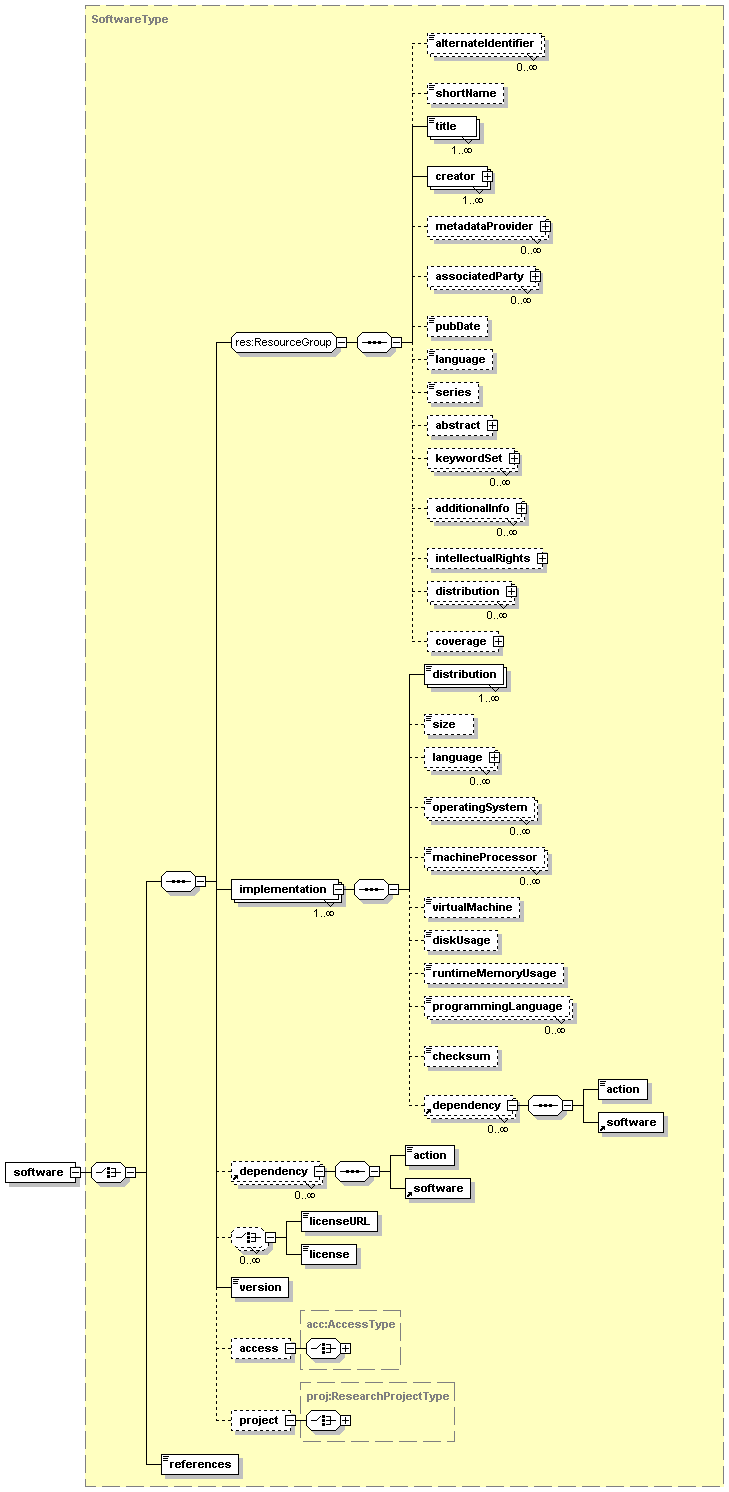 SoftwareType
alternateIdentifier
0..∞
shortName
title
1..∞
creator
1..∞
metadataProvider
0..∞
associatedParty
0..∞
pubDate
res:ResourceGroup
language
series
abstract
keywordSet
0..∞
additionalInfo
0..∞
intellectualRights
distribution
0..∞
coverage
distribution
1..∞
size
language
0..∞
operatingSystem
0..∞
machineProcessor
0..∞
implementation
1..∞
virtualMachine
diskUsage
runtimeMemoryUsage
programmingLanguage
0..∞
checksum
dependency
0..∞
action
software
software
dependency
0..∞
action
software
licenseURL
license
0..∞
version
acc:AccessType
access
proj:ResearchProjectType
project
references